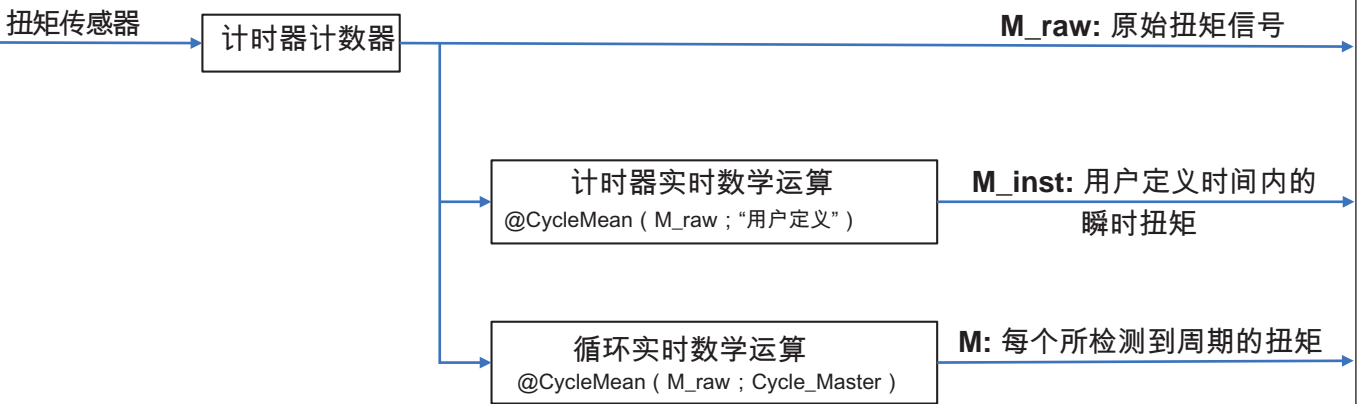 扭矩传感器
计时器计数器
M_raw: 原始扭矩信号
计时器实时数学运算
@CycleMean ( M_raw ; “用户定义” )
M_inst: 用户定义时间内的
瞬时扭矩
循环实时数学运算
@CycleMean ( M_raw ; Cycle_Master )
M: 每个所检测到周期的扭矩